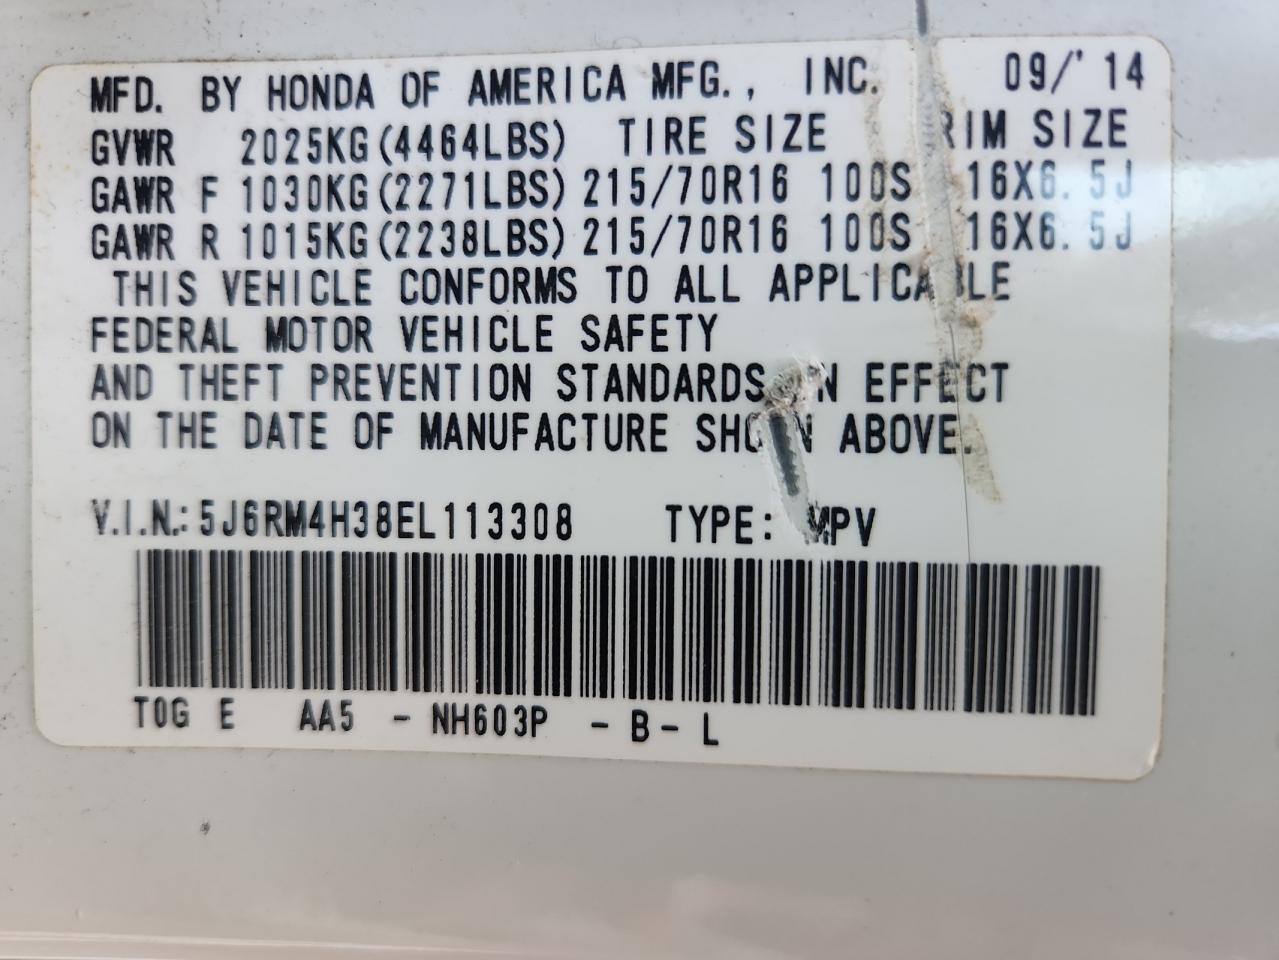 MFD. BY HONDA OF AMERICA MFG., INC. 09/'14
GVWR 2025KG(4464LBS) TIRE SIZE RIM SIZE
GAWR F 1030KG(2271LBS) 215/70R16 100S 16X6.5J
GAWR R 1015KG(2238LBS) 215/70R16 100S 16X6.5J
THIS VEHICLE CONFORMS TO ALL APPLICABLE
FEDERAL MOTOR VEHICLE SAFETY
AND THEFT PREVENTION STANDARDS IN EFFECT
ON THE DATE OF MANUFACTURE SHOWN ABOVE.
V.I.N.: 5J6RM4H38EL113308 TYPE: MPV
T0G E AA5 - NH603P - B - L